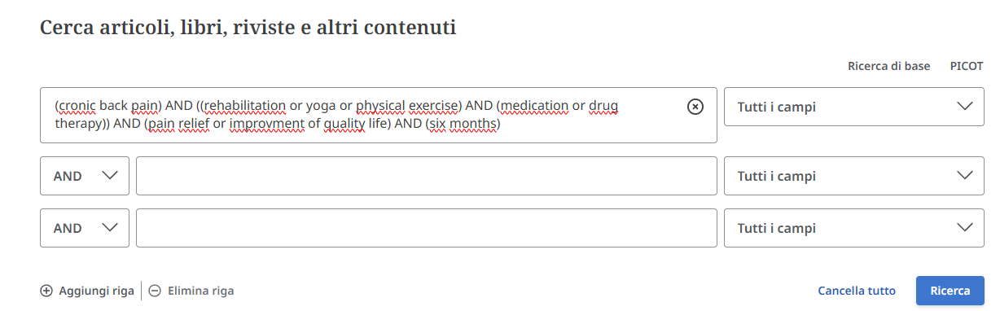 Cerca articoli, libri, riviste e altri contenuti
Ricerca di base PICOT
(cronic back pain) AND ((rehabilitation or yoga or physical exercise) AND (medication or drug
therapy)) AND (pain relief or improvment of quality life) AND (six months)
Tutti i campi
AND
Tutti i campi
AND
Tutti i campi
Aggiungi riga Elimina riga
Cancella tutto Ricerca